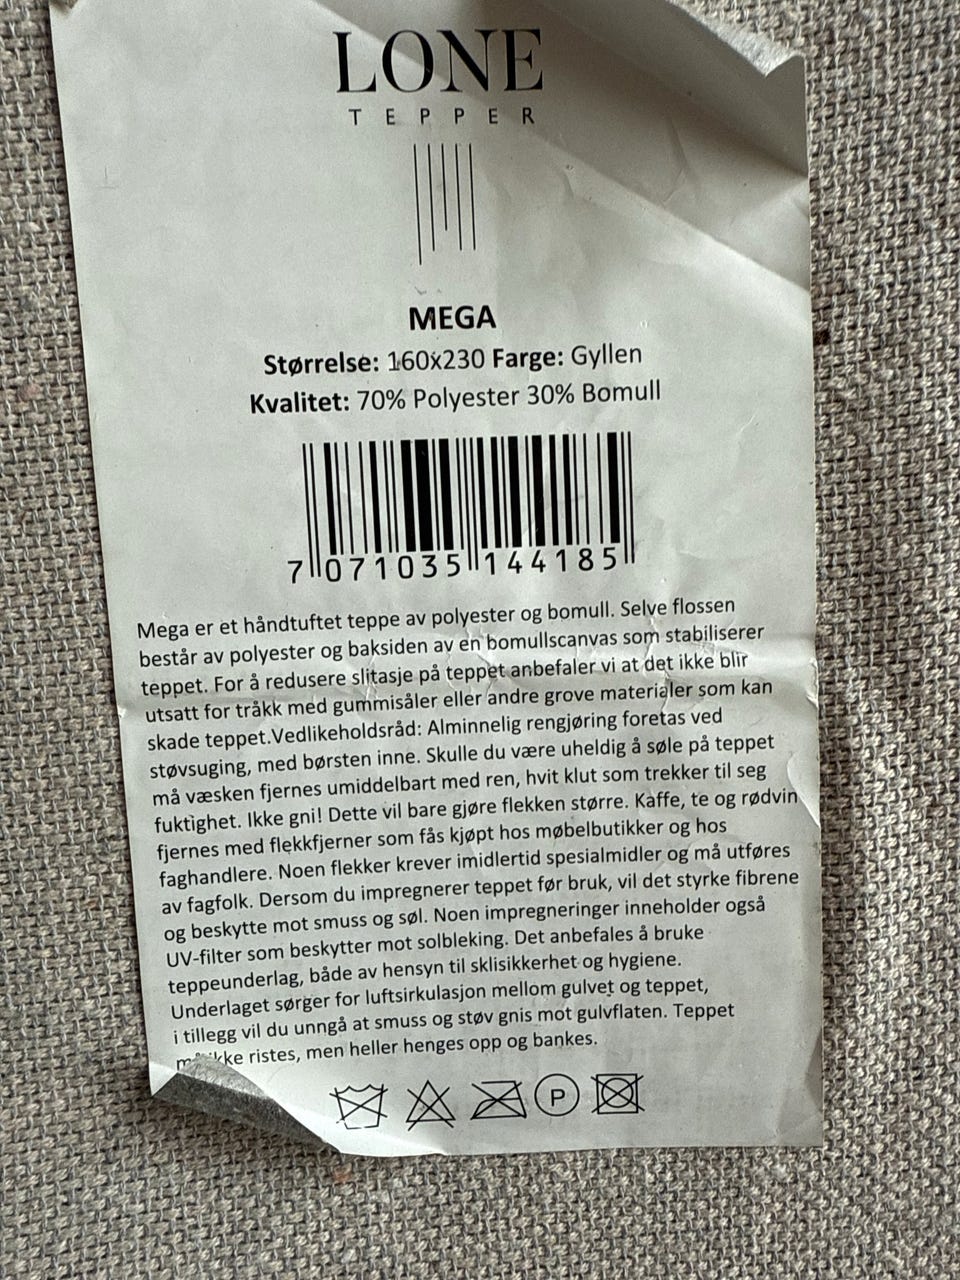 LONE
TEPPER
MEGA
Størrelse: 160x230 Farge: Gyllen
Kvalitet: 70% Polyester 30% Bomull
7 071035 144185
Mega er et håndtuftet teppe av polyester og bomull. Selve flossen
består av polyester og baksiden av en bomullscanvas som stabiliserer
teppet. For å redusere slitasje på teppet anbefaler vi at det ikke blir
utsatt for tråkk med gummisåler eller andre grove materialer som kan
skade teppet.Vedlikeholdsråd: Alminnelig rengjøring foretas ved
støvsuging, med børsten inne. Skulle du være uheldig å søle på teppet
må væsken fjernes umiddelbart med ren, hvit klut som trekker til seg
fuktighet. Ikke gni! Dette vil bare gjøre flekken større. Kaffe, te og rødvin
fjernes med flekkfjerner som fås kjøpt hos møbelbutikker og hos
faghandlere. Noen flekker krever imidlertid spesialmidler og må utføres
av fagfolk. Dersom du impregnerer teppet før bruk, vil det styrke fibrene
og beskytte mot smuss og søl. Noen impregneringer inneholder også
UV-filter som beskytter mot solbleking. Det anbefales å bruke
teppeunderlag, både av hensyn til sklisikkerhet og hygiene.
Underlaget sørger for luftsirkulasjon mellom gulvet og teppet,
i tillegg vil du unngå at smuss og støv gnis mot gulvflaten. Teppet
ristes, men heller henges opp og bankes.
P